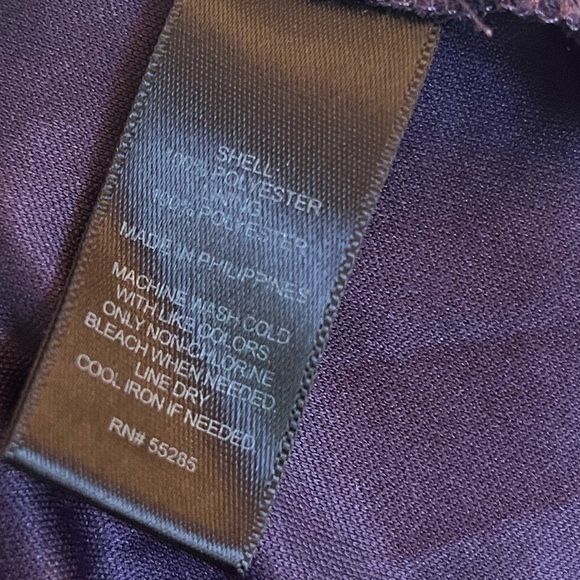 SHELL
100% POLYESTER
LINING
100% POLYESTER
MADE IN PHILIPPINES
MACHINE WASH COLD
WITH LIKE COLORS
ONLY NON-CHLORINE
BLEACH WHEN NEEDED
LINE DRY
COOL IRON IF NEEDED
RN# 55285